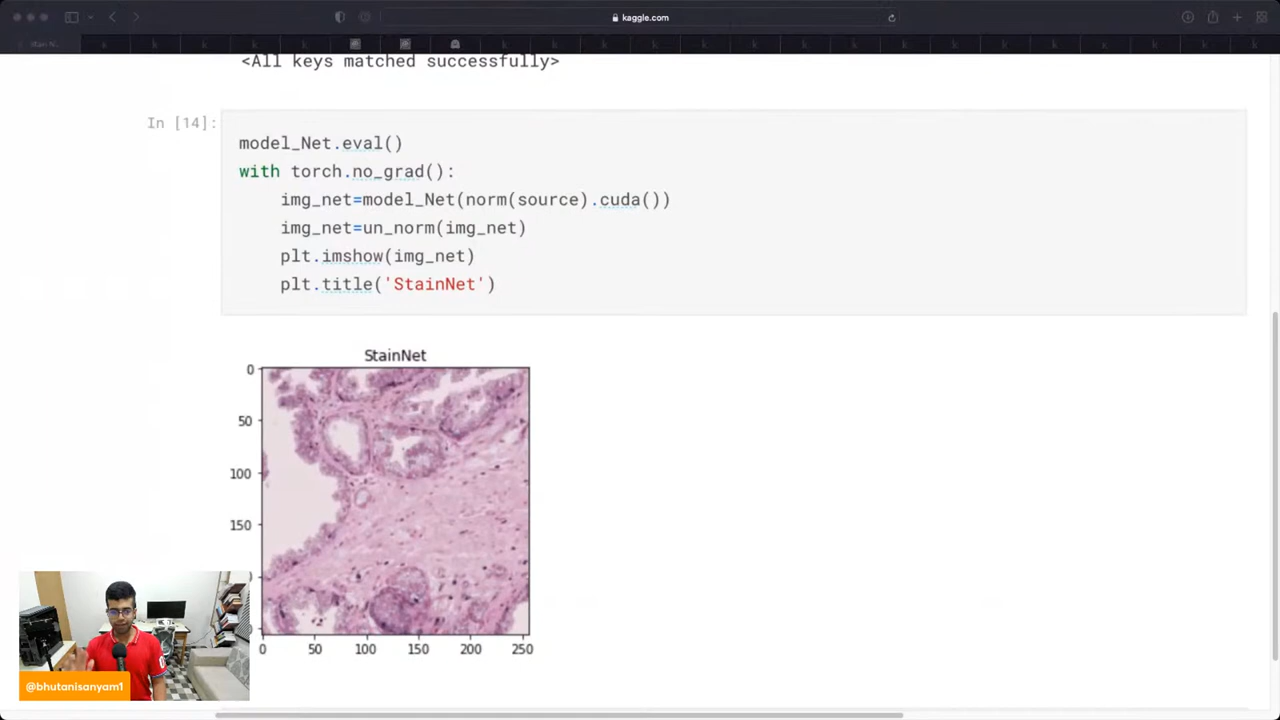 kaggle.com
<All keys matched successfully>
In [14]:
model_Net.eval()
with torch.no_grad():
img_net=model_Net(norm(source).cuda())
img_net=un_norm(img_net)
plt.imshow(img_net)
plt.title('StainNet')
StainNet
0
50
100
150
0 50 100 150 200 250
@bhutanisanyam1